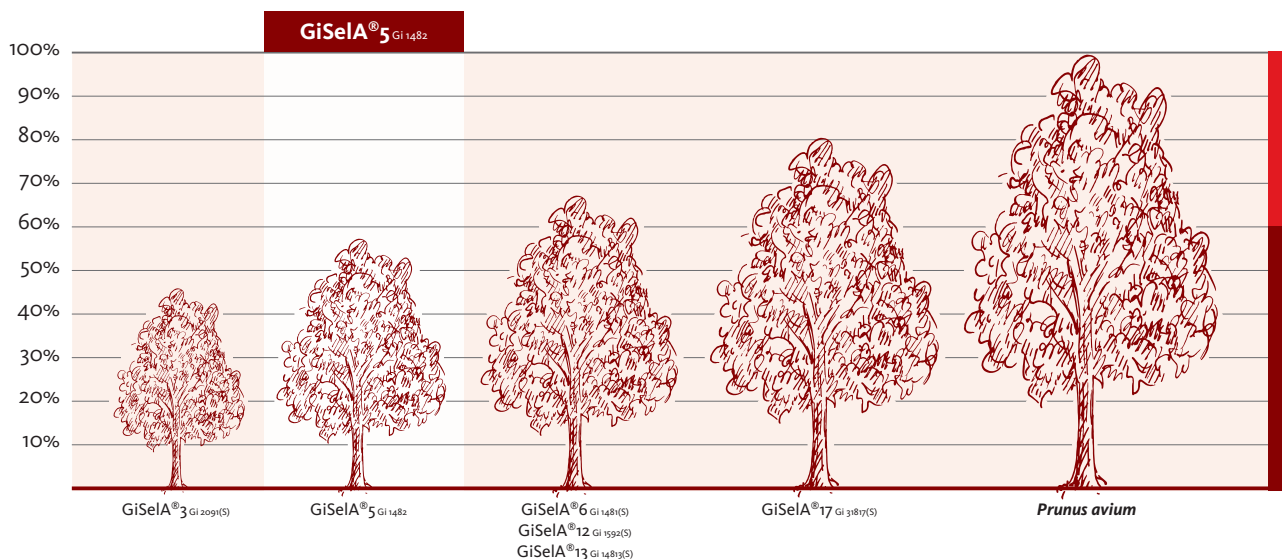 GiSelA®5 Gi 1482
100%
90%
80%
70%
60%
50%
40%
30%
20%
10%
GiSelA®3 Gi 2091(S)
GiSelA®5 Gi 1482
GiSelA®6 Gi 1481(S)
GiSelA®12 Gi 1592(S)
GiSelA®13 Gi 14813(S)
GiSelA®17 Gi 31817(S)
Prunus avium